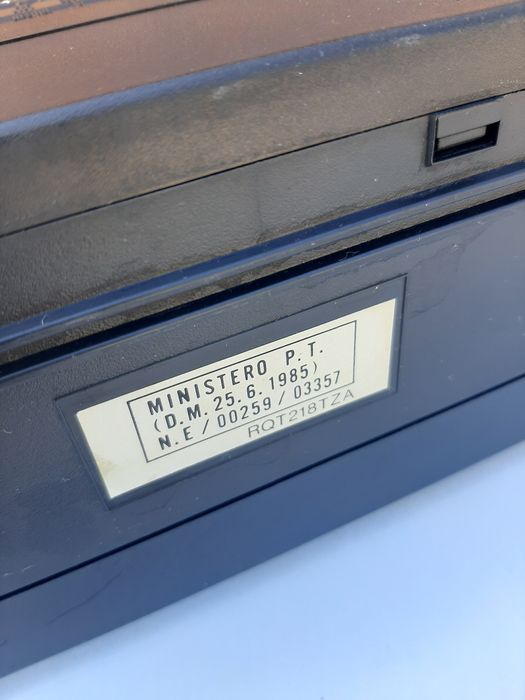 MINISTERO P.T.
(D.M. 25.6.1985)
N.E/00259/03357
RQT218TZA